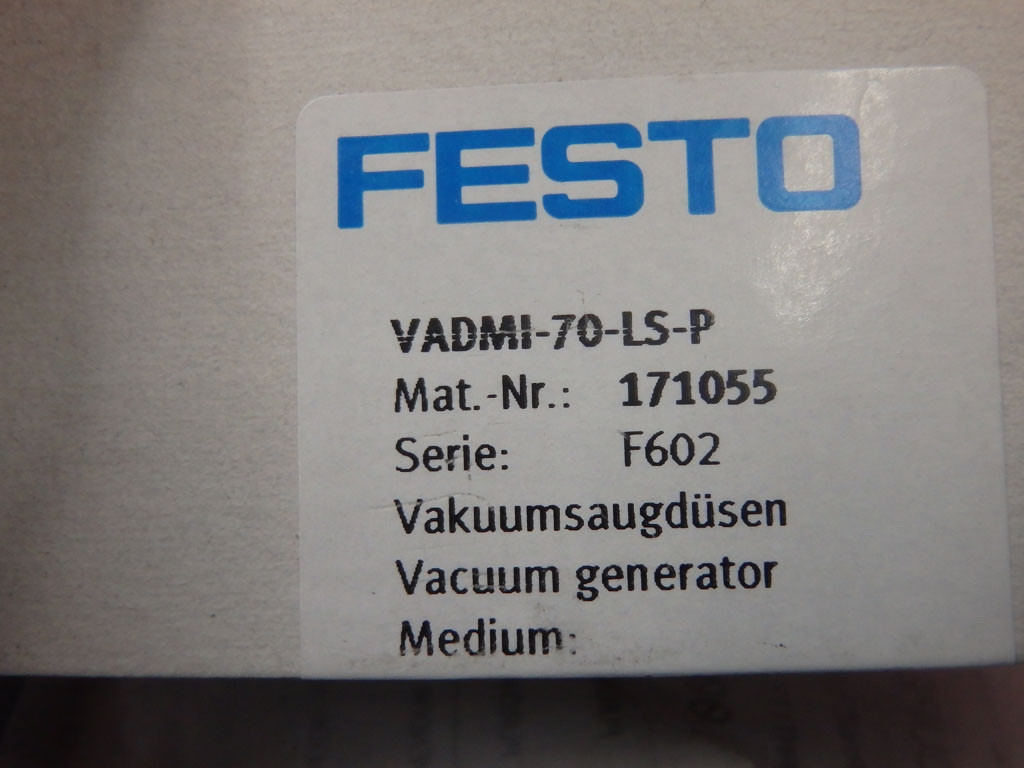 FESTO
VADMI-70-LS-P
Mat.-Nr.: 171055
Serie: F602
Vakuumsaugdüsen
Vacuum generator
Medium: